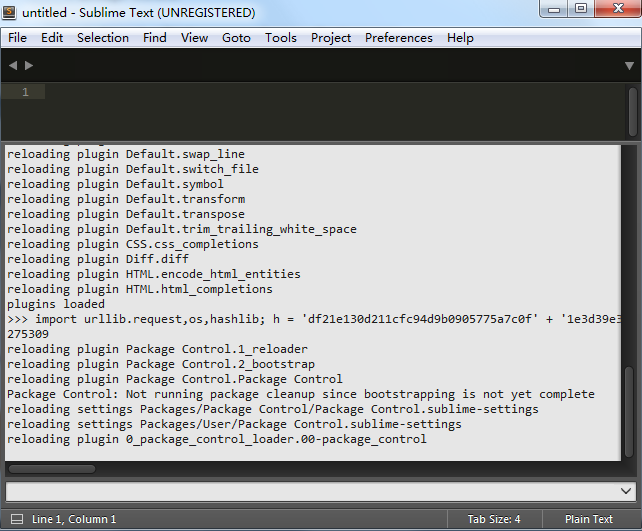 untitled - Sublime Text (UNREGISTERED)
File Edit Selection Find View Goto Tools Project Preferences Help
1
reloading plugin Default.swap_line
reloading plugin Default.switch_file
reloading plugin Default.symbol
reloading plugin Default.transform
reloading plugin Default.transpose
reloading plugin Default.trim_trailing_white_space
reloading plugin CSS.css_completions
reloading plugin Diff.diff
reloading plugin HTML.encode_html_entities
reloading plugin HTML.html_completions
plugins loaded
>>> import urllib.request,os,hashlib; h = 'df21e130d211cfc94d9b0905775a7c0f' + '1e3d39e3
275309
reloading plugin Package Control.1_reloader
reloading plugin Package Control.2_bootstrap
reloading plugin Package Control.Package Control
Package Control: Not running package cleanup since bootstrapping is not yet complete
reloading settings Packages/Package Control/Package Control.sublime-settings
reloading settings Packages/User/Package Control.sublime-settings
reloading plugin 0_package_control_loader.00-package_control
Line 1, Column 1 Tab Size: 4 Plain Text